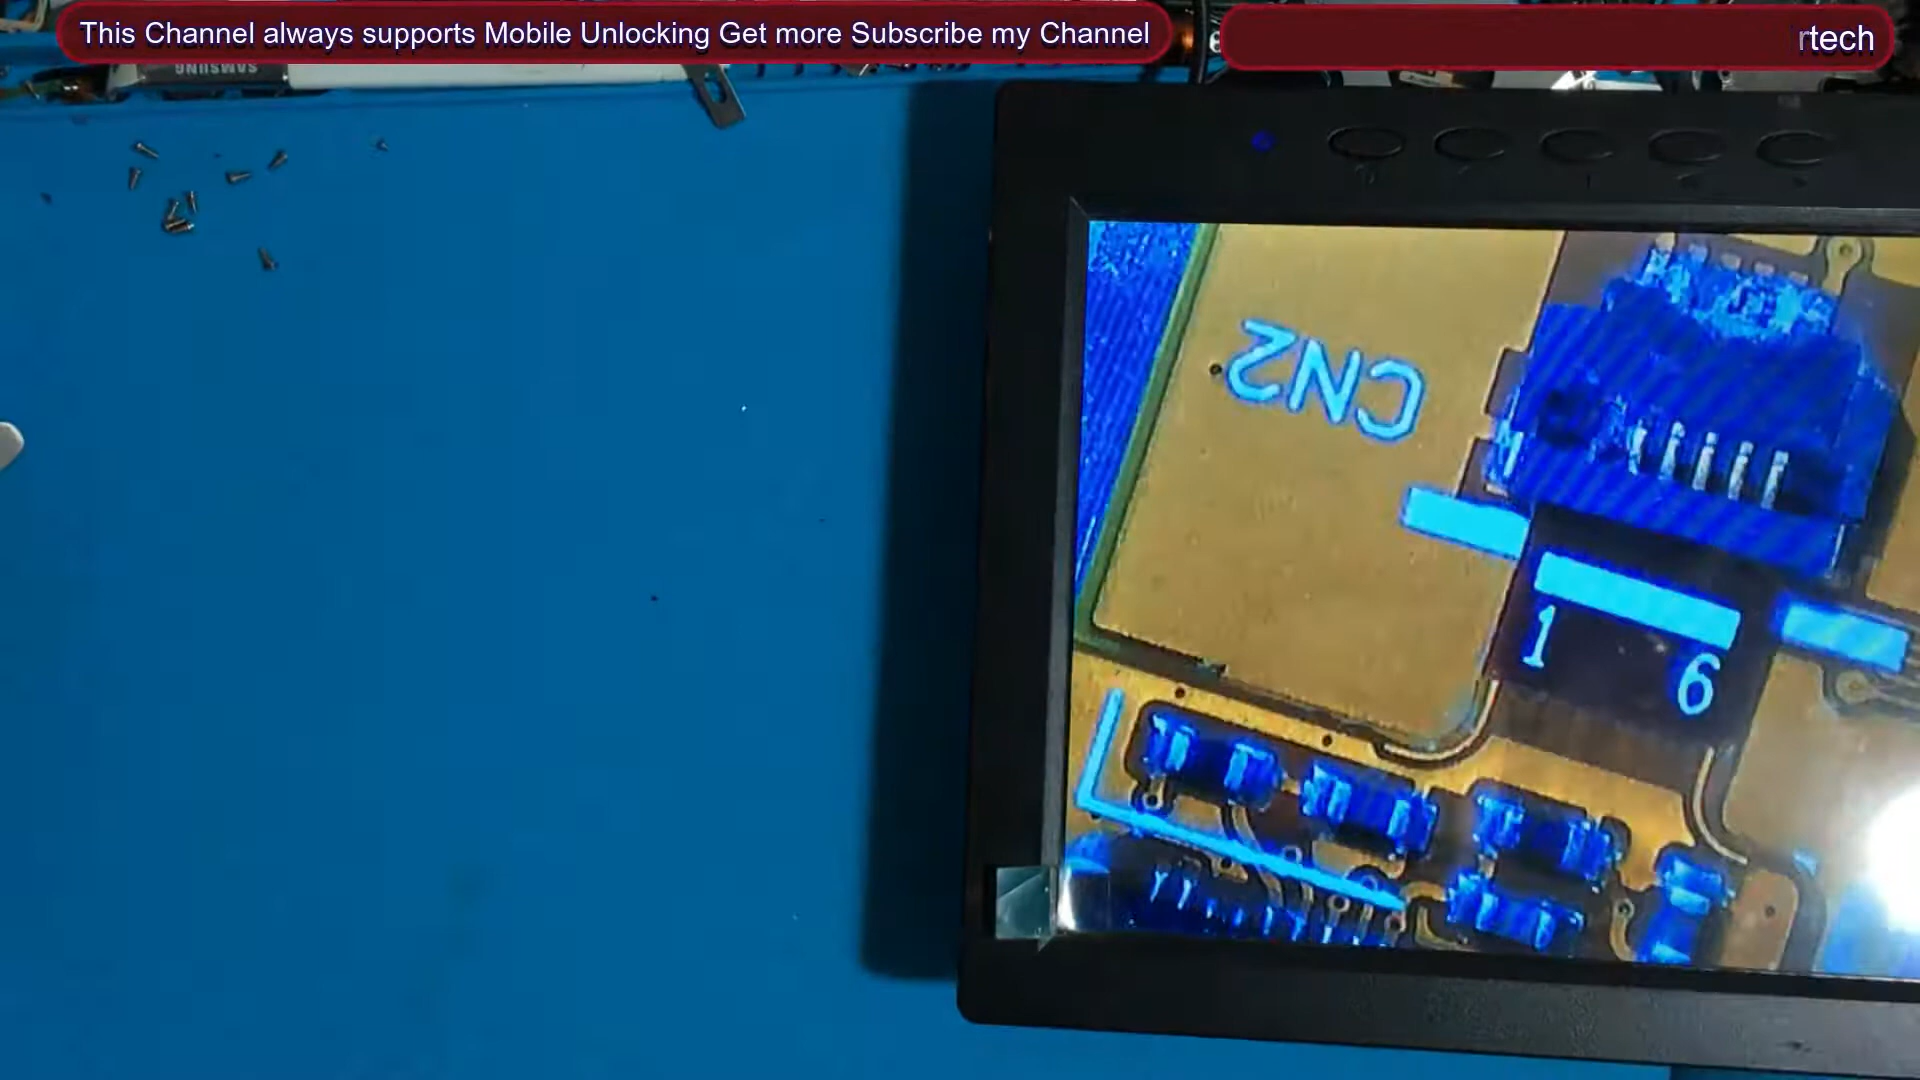 This Channel always supports Mobile Unlocking Get more Subscribe my Channel
rtech
SAMSUNG
CN2
1
6